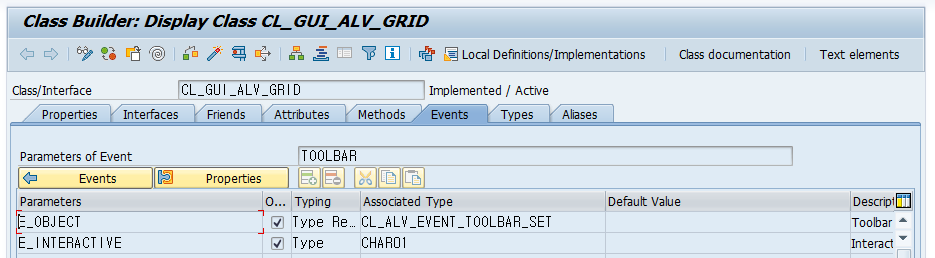 Class Builder: Display Class CL_GUI_ALV_GRID
Local Definitions/Implementations Class documentation Text elements
Class/Interface CL_GUI_ALV_GRID Implemented / Active
Properties Interfaces Friends Attributes Methods Events Types Aliases
Parameters of Event TOOLBAR
Events Properties
Parameters O... Typing Associated Type Default Value Descript
E_OBJECT Type Re... CL_ALV_EVENT_TOOLBAR_SET Toolbar
E_INTERACTIVE Type CHAR01 Interact